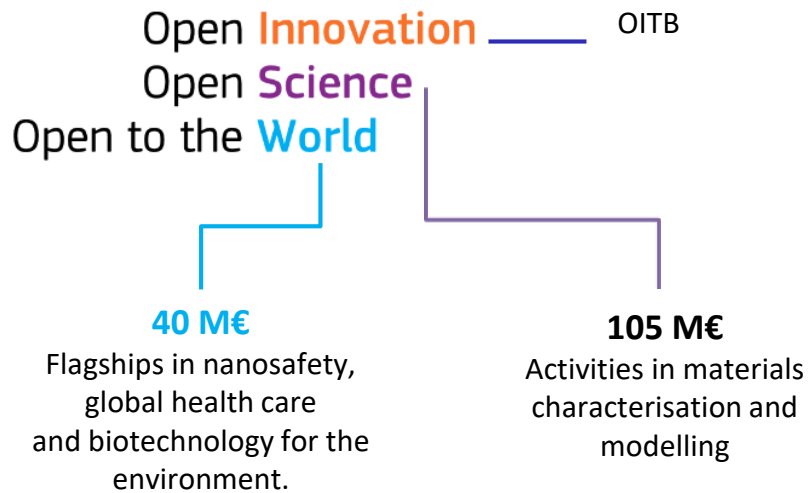 Open Innovation
OITB
Open Science
Open to the World
40 M€
Flagships in nanosafety,
global health care
and biotechnology for the
environment.
105 M€
Activities in materials
characterisation and
modelling